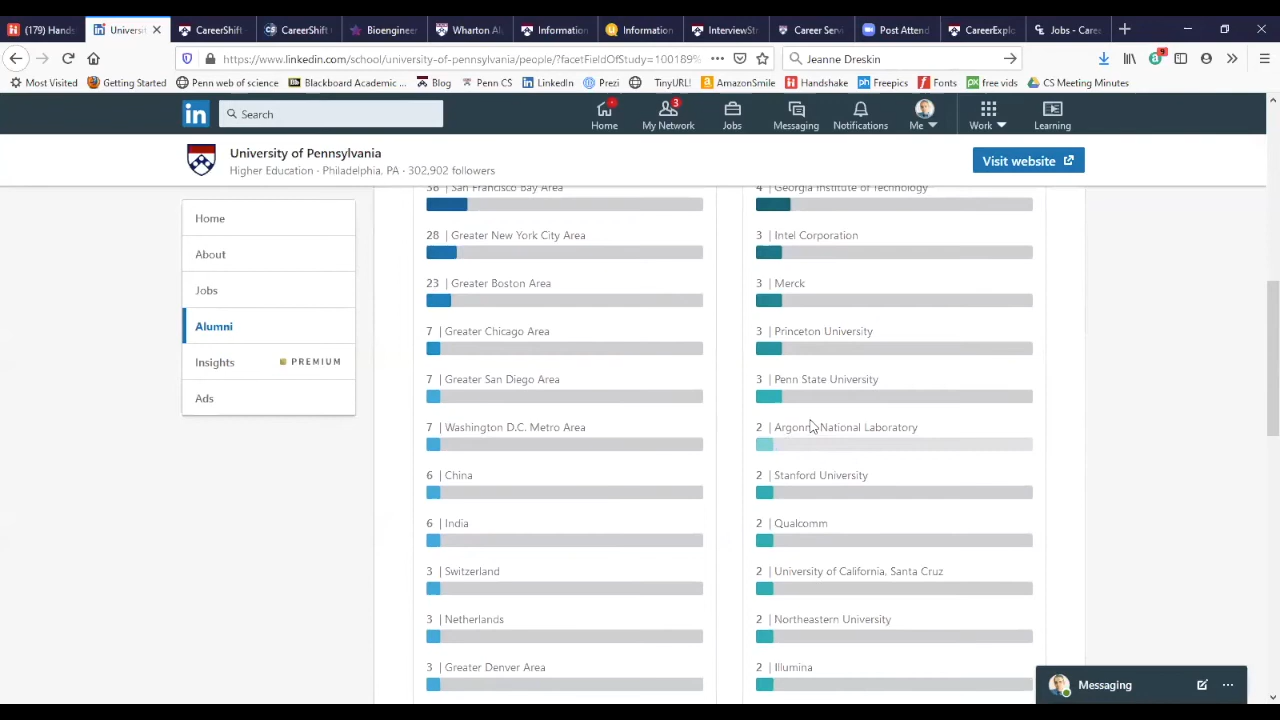 (179) Hands
Univers
CareerShift
CareerShift
Bioengineer
Wharton Al
Information
Information
InterviewSt
Career Serv
Post Attend
CareerExplo
Jobs - Care
https://www.linkedin.com/school/university-of-pennsylvania/people/?facetFieldOfStudy=100189%
Jeanne Dreskin
9
Most Visited
Getting Started
Penn web of science
Blackboard Academic ...
Blog
Penn CS
LinkedIn
Prezi
TinyURL!
AmazonSmile
Handshake
Freepics
Fonts
free vids
CS Meeting Minutes
in
Search
Home
3
My Network
Jobs
Messaging
Notifications
Me
Work
Learning
University of Pennsylvania
Higher Education · Philadelphia, PA · 302,902 followers
Visit website
Home
About
Jobs
Alumni
Insights
PREMIUM
Ads
| San Francisco Bay Area
28 | Greater New York City Area
23 | Greater Boston Area
7 | Greater Chicago Area
7 | Greater San Diego Area
7 | Washington D.C. Metro Area
6 | China
6 | India
3 | Switzerland
3 | Netherlands
3 | Greater Denver Area
4 | Georgia Institute of Technology
3 | Intel Corporation
3 | Merck
3 | Princeton University
3 | Penn State University
2 | Argonne National Laboratory
2 | Stanford University
2 | Qualcomm
2 | University of California, Santa Cruz
2 | Northeastern University
2 | Illumina
Messaging